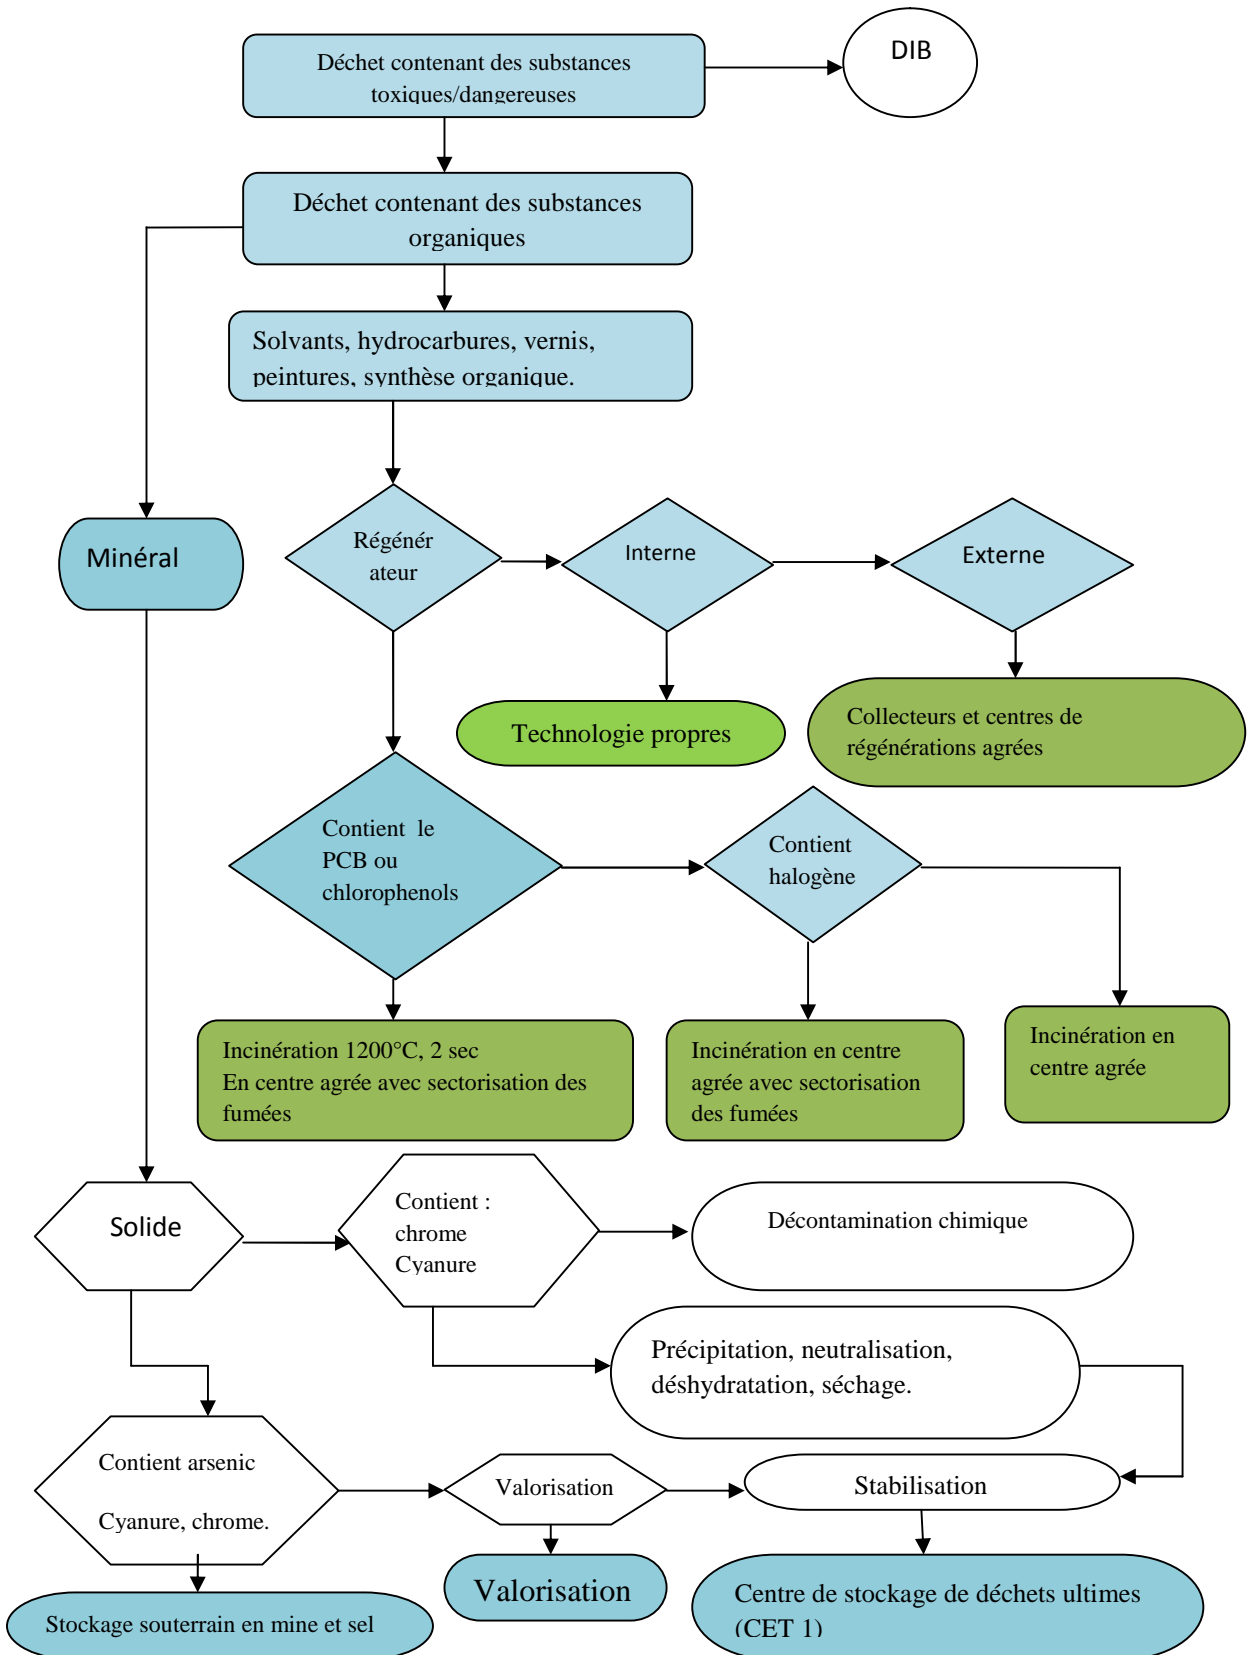 Déchet contenant des substances
toxiques/dangereuses
DIB
Déchet contenant des substances
organiques
Solvants, hydrocarbures, vernis,
peintures, synthèse organique.
Minéral
Régénér
ateur
Interne
Externe
Technologie propres
Collecteurs et centres de
régénérations agrées
Contient le
PCB ou
chlorophenols
Contient
halogène
Incinération 1200°C, 2 sec
En centre agrée avec sectorisation des
fumées
Incinération en centre
agrée avec sectorisation
des fumées
Incinération en
centre agrée
Solide
Contient :
chrome
Cyanure
Décontamination chimique
Précipitation, neutralisation,
déshydratation, séchage.
Contient arsenic
Cyanure, chrome.
Valorisation
Stabilisation
Stockage souterrain en mine et sel
Valorisation
Centre de stockage de déchets ultimes
(CET 1)